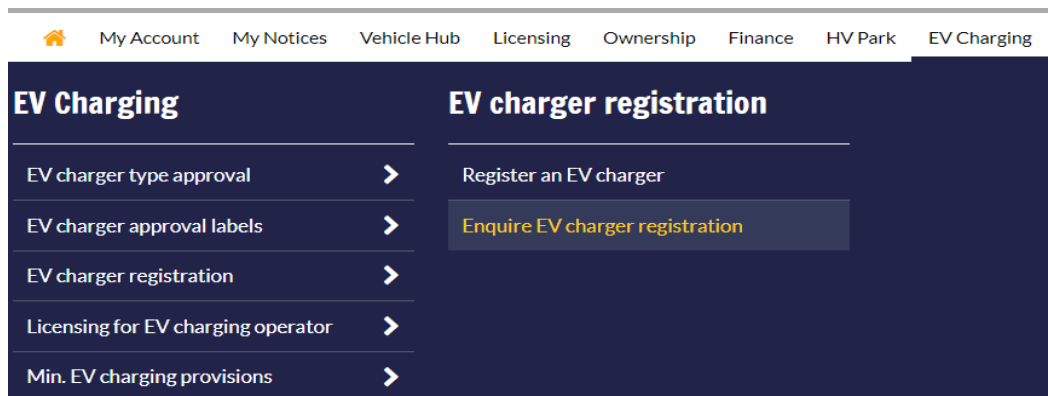 My Account My Notices Vehicle Hub Licensing Ownership Finance HV Park EV Charging
EV Charging
EV charger type approval
EV charger approval labels
EV charger registration
Licensing for EV charging operator
Min. EV charging provisions
EV charger registration
Register an EV charger
Enquire EV charger registration